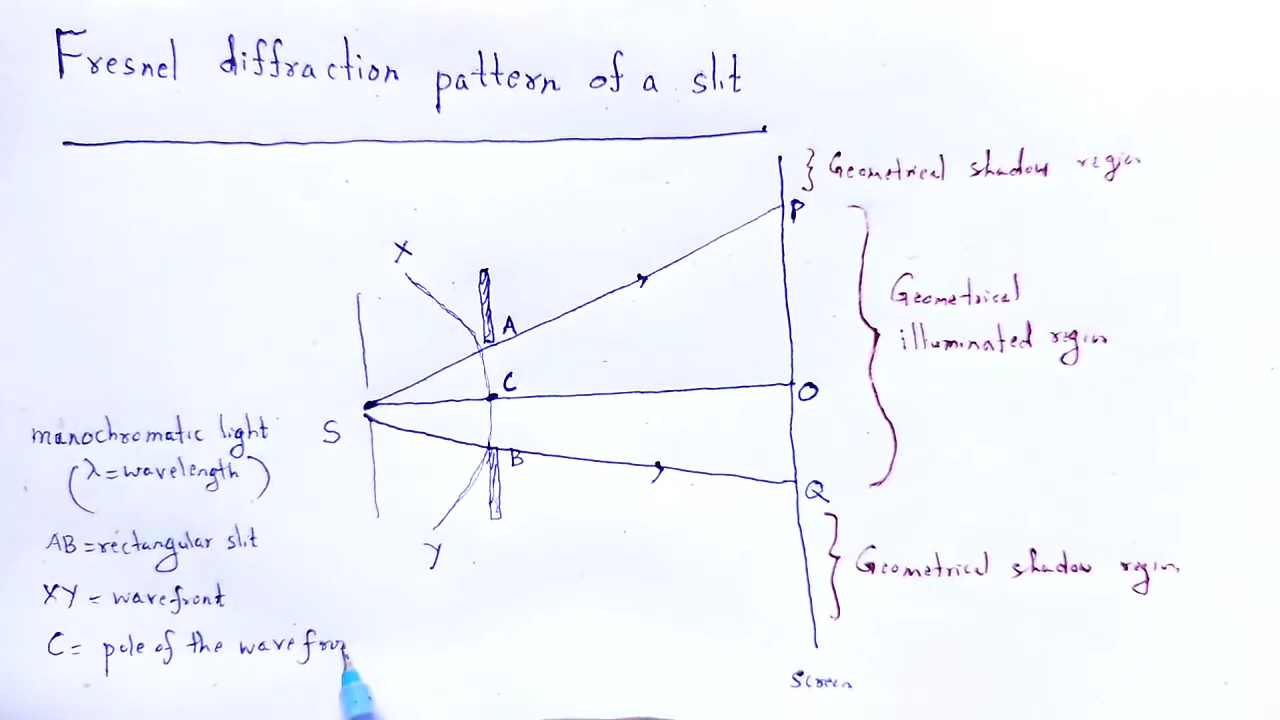 Fresnel diffraction pattern of a slit
} Geometrical shadow region
P
X
Geometrical
illuminated region
A
C
O
monochromatic light
S
(λ = wavelength)
B
Q
AB = rectangular slit
Y
Geometrical shadow region
XY = wavefront
C = pole of the wavefron
Screen